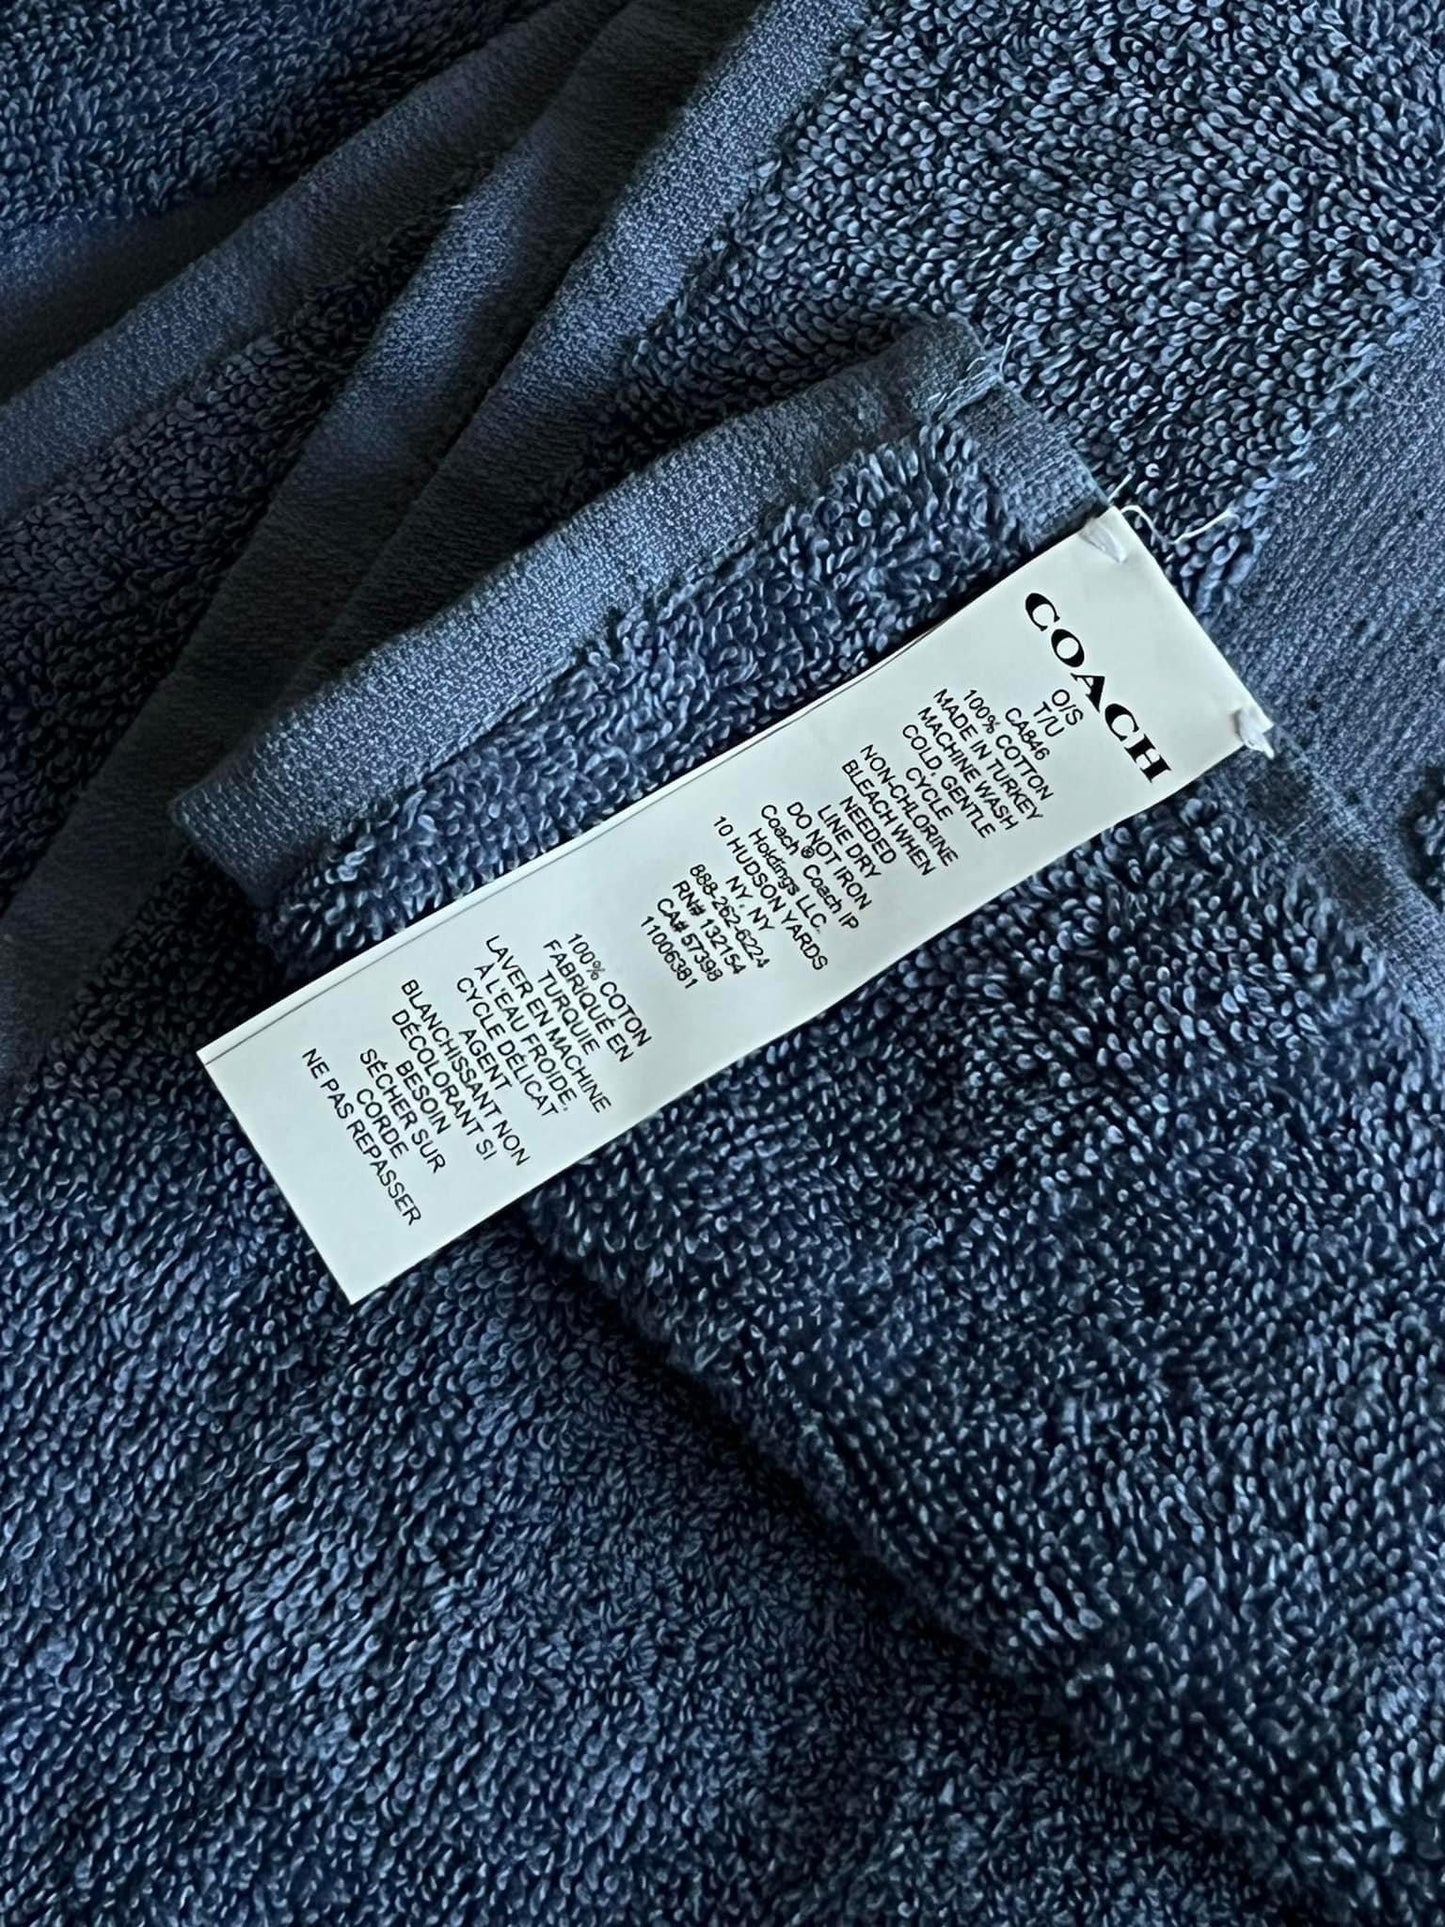 COACH
O/S
T/U
CA846
100% COTTON
MADE IN TURKEY
MACHINE WASH
COLD, GENTLE
CYCLE
NON-CHLORINE
BLEACH WHEN
NEEDED
LINE DRY
DO NOT IRON
Coach® Coach IP
Holdings LLC.
10 HUDSON YARDS
NY, NY
888-262-6224
RN# 132154
CA# 57398
11006381
100% COTON
FABRIQUÉ EN
TURQUIE
LAVER EN MACHINE
À L'EAU FROIDE,
CYCLE DÉLICAT
AGENT
BLANCHISSANT NON
DÉCOLORANT SI
BESOIN
SÉCHER SUR
CORDE
NE PAS REPASSER